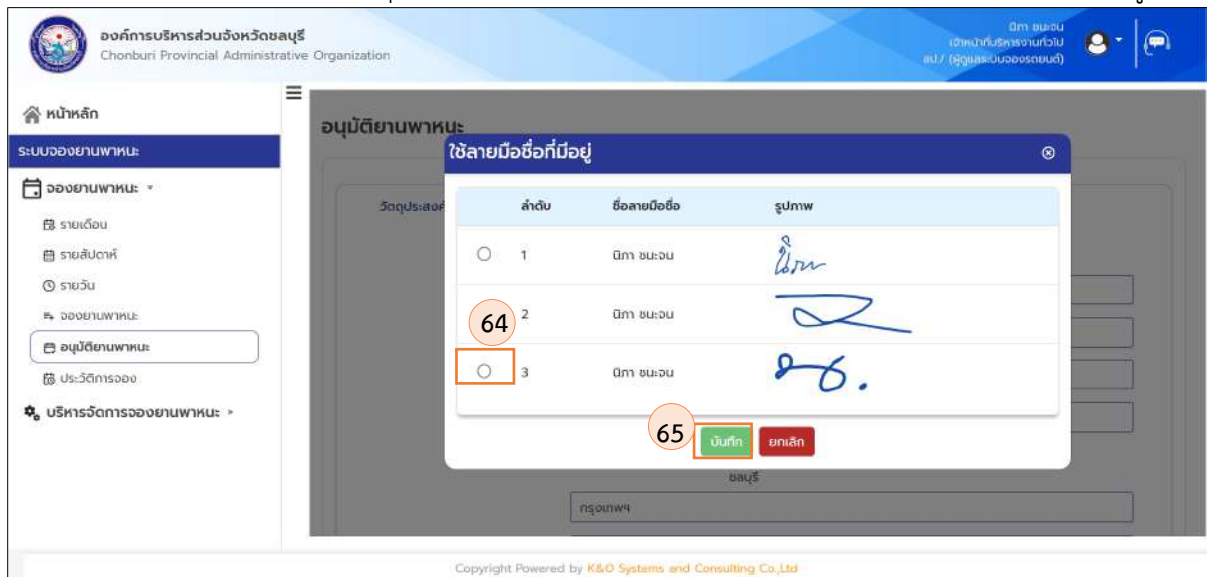 องค์การบริหารส่วนจังหวัดชลบุรี
Chonburi Provincial Administrative Organization
นิภา ชนะจน
เจ้าหน้าที่บริหารงานทั่วไป
(ผู้ดูแลระบบจองรถยนต์)
หน้าหลัก
ระบบจองยานพาหนะ
จองยานพาหนะ
รายเดือน
รายสัปดาห์
รายวัน
จองยานพาหนะ
อนุมัติยานพาหนะ
ประวัติการจอง
บริหารจัดการจองยานพาหนะ
อนุมัติยานพาหนะ
วัตถุประสงค์
ใช้ลายมือชื่อที่มีอยู่
ลำดับ ชื่อลายมือชื่อ รูปภาพ
1 นิภา ชนะจน
2 นิภา ชนะจน
64
3 นิภา ชนะจน
65
บันทึก ยกเลิก
ชลบุรี
กรุงเทพฯ
Copyright Powered by K&O Systems and Consulting Co.,Ltd